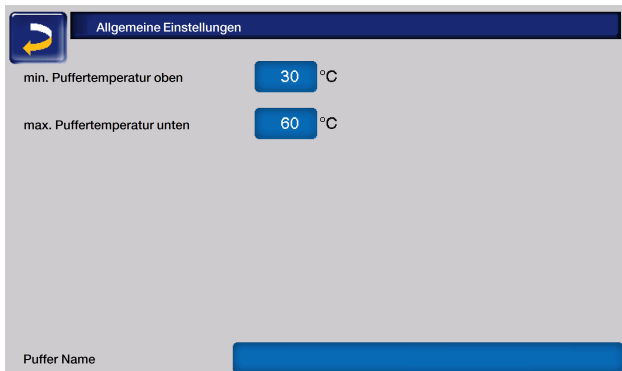 Allgemeine Einstellungen
min. Puffertemperatur oben 30 °C
max. Puffertemperatur unten 60 °C
Puffer Name